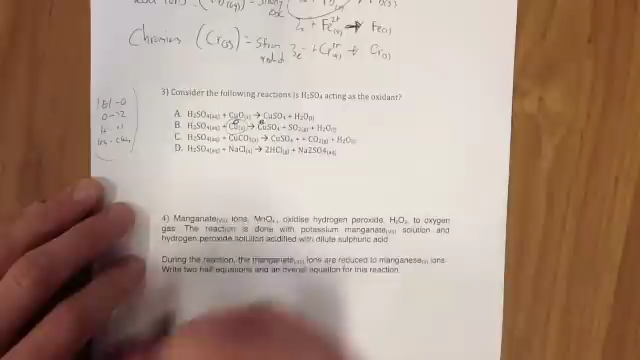 2e + Fe²⁺(s) → Fe(s)
Chromium (Cr(s)) = strong 3e⁻ + Cr³⁺ → Cr(s)
3) Consider the following reactions is H₂SO₄ acting as the oxidant?
A. H₂SO₄(aq) + CuO(s) → CuSO₄ + H₂O(l)
B. H₂SO₄(aq) + Cu(s) → CuSO₄ + SO₂(g) + H₂O(l)
C. H₂SO₄(aq) + CuCO₃(s) → CuSO₄ + + CO₂(g) + H₂O(l)
D. H₂SO₄(aq) + NaCl(s) → 2HCl(g) + Na2SO4(aq)
4) Manganate(VII) ions, MnO₄⁻, oxidise hydrogen peroxide, H₂O₂, to oxygen
gas. The reaction is done with potassium manganate(VII) solution and
hydrogen peroxide solution acidified with dilute sulphuric acid
During the reaction, the manganate(VII) ions are reduced to manganese(II) ions.
Write two half equations and an overall equation for this reaction.